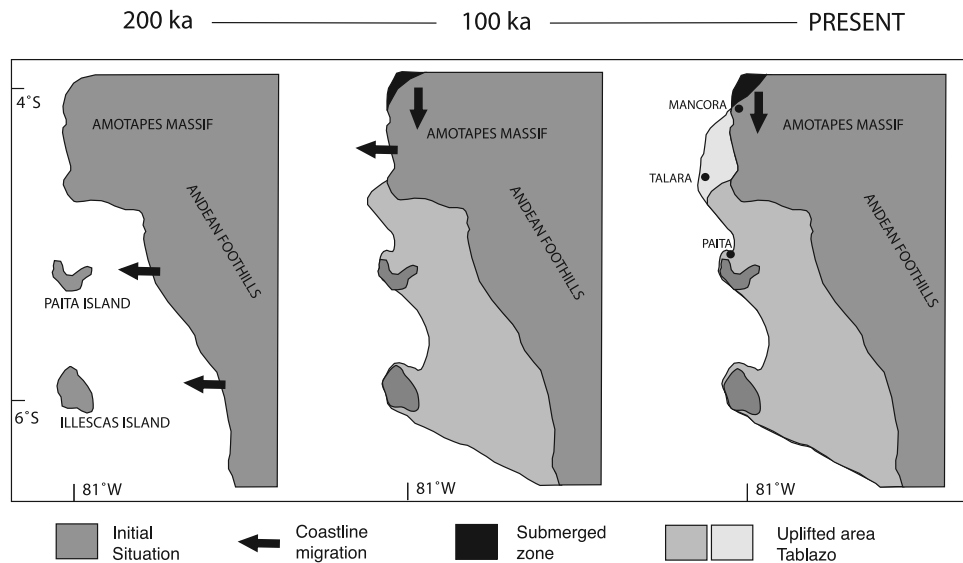 200 ka
100 ka
PRESENT
4°S
6°S
AMOTAPES MASSIF
ANDEAN FOOTHILLS
PAITA ISLAND
ILLESCAS ISLAND
81°W
AMOTAPES MASSIF
ANDEAN FOOTHILLS
81°W
MANCORA
AMOTAPES MASSIF
TALARA
ANDEAN FOOTHILLS
PAITA
81°W
Initial
Situation
Coastline
migration
Submerged
zone
Uplifted area
Tablazo